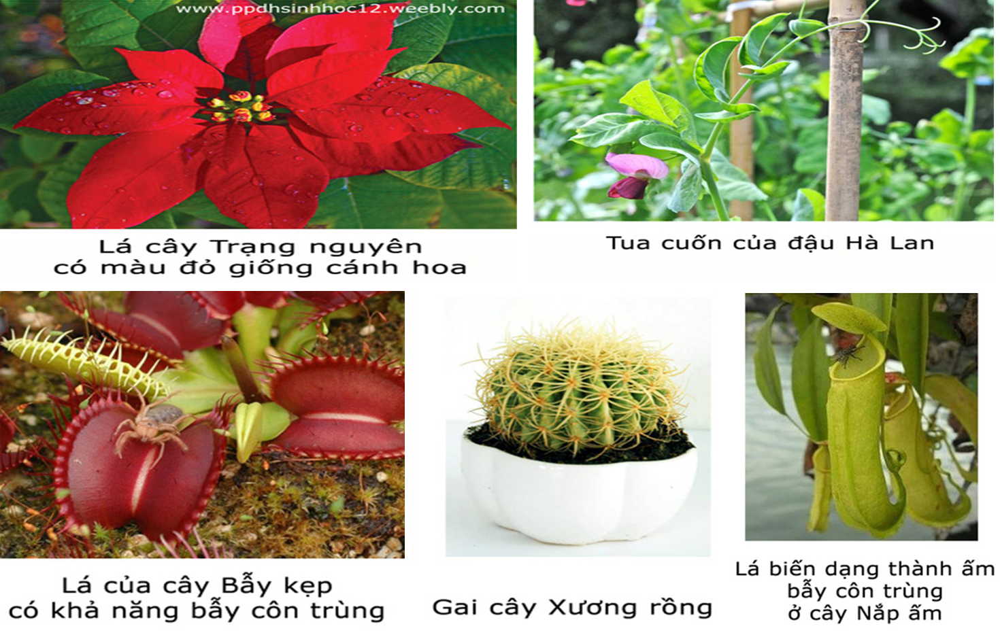 www.ppdhsinhhoc12.weebly.com
Lá cây Trạng nguyên
có màu đỏ giống cánh hoa
Tua cuốn của đậu Hà Lan
Lá của cây Bẫy kẹp
có khả năng bẫy côn trùng
Gai cây Xương rồng
Lá biến dạng thành ấm
bẫy côn trùng
ở cây Nắp ấm